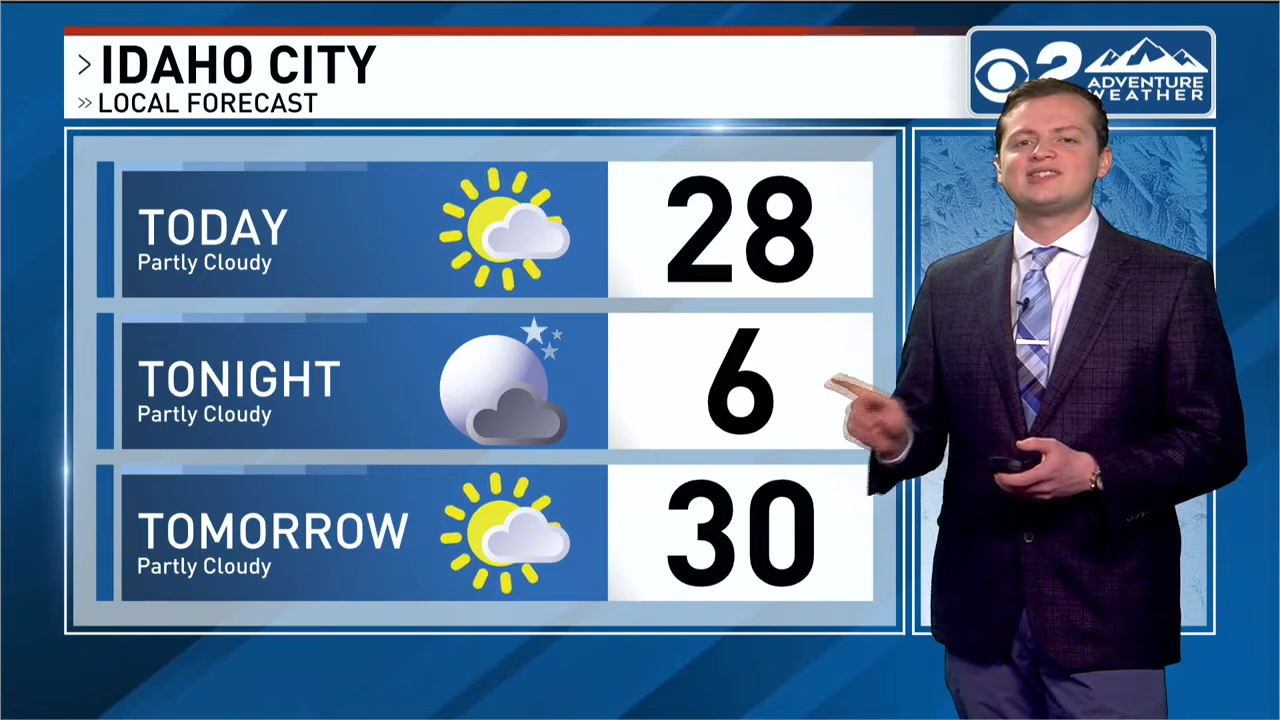 > IDAHO CITY
» LOCAL FORECAST
2
ADVENTURE
WEATHER
TODAY
Partly Cloudy
28
TONIGHT
Partly Cloudy
6
TOMORROW
Partly Cloudy
30